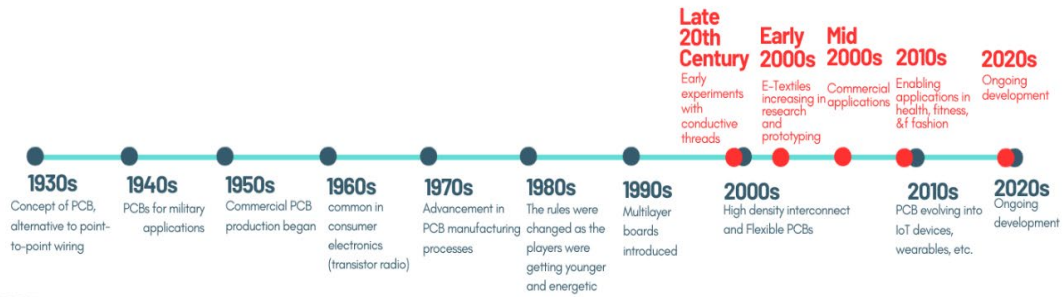 Late
20th
Century
Early
experiments
with
conductive
threads
Early
2000s
E-Textiles
increasing in
research
and
prototyping
Mid
2000s
Commercial
applications
2010s
Enabling
applications in
health, fitness,
&f fashion
2020s
Ongoing
development
1930s
Concept of PCB,
alternative to point-
to-point wiring
1940s
PCBs for military
applications
1950s
Commercial PCB
production began
1960s
common in
consumer
electronics
(transistor radio)
1970s
Advancement in
PCB manufacturing
processes
1980s
The rules were
changed as the
players were
getting younger
and energetic
1990s
Multilayer
boards
introduced
2000s
High density interconnect
and Flexible PCBs
2010s
PCB evolving into
IoT devices,
wearables, etc.
2020s
Ongoing
development